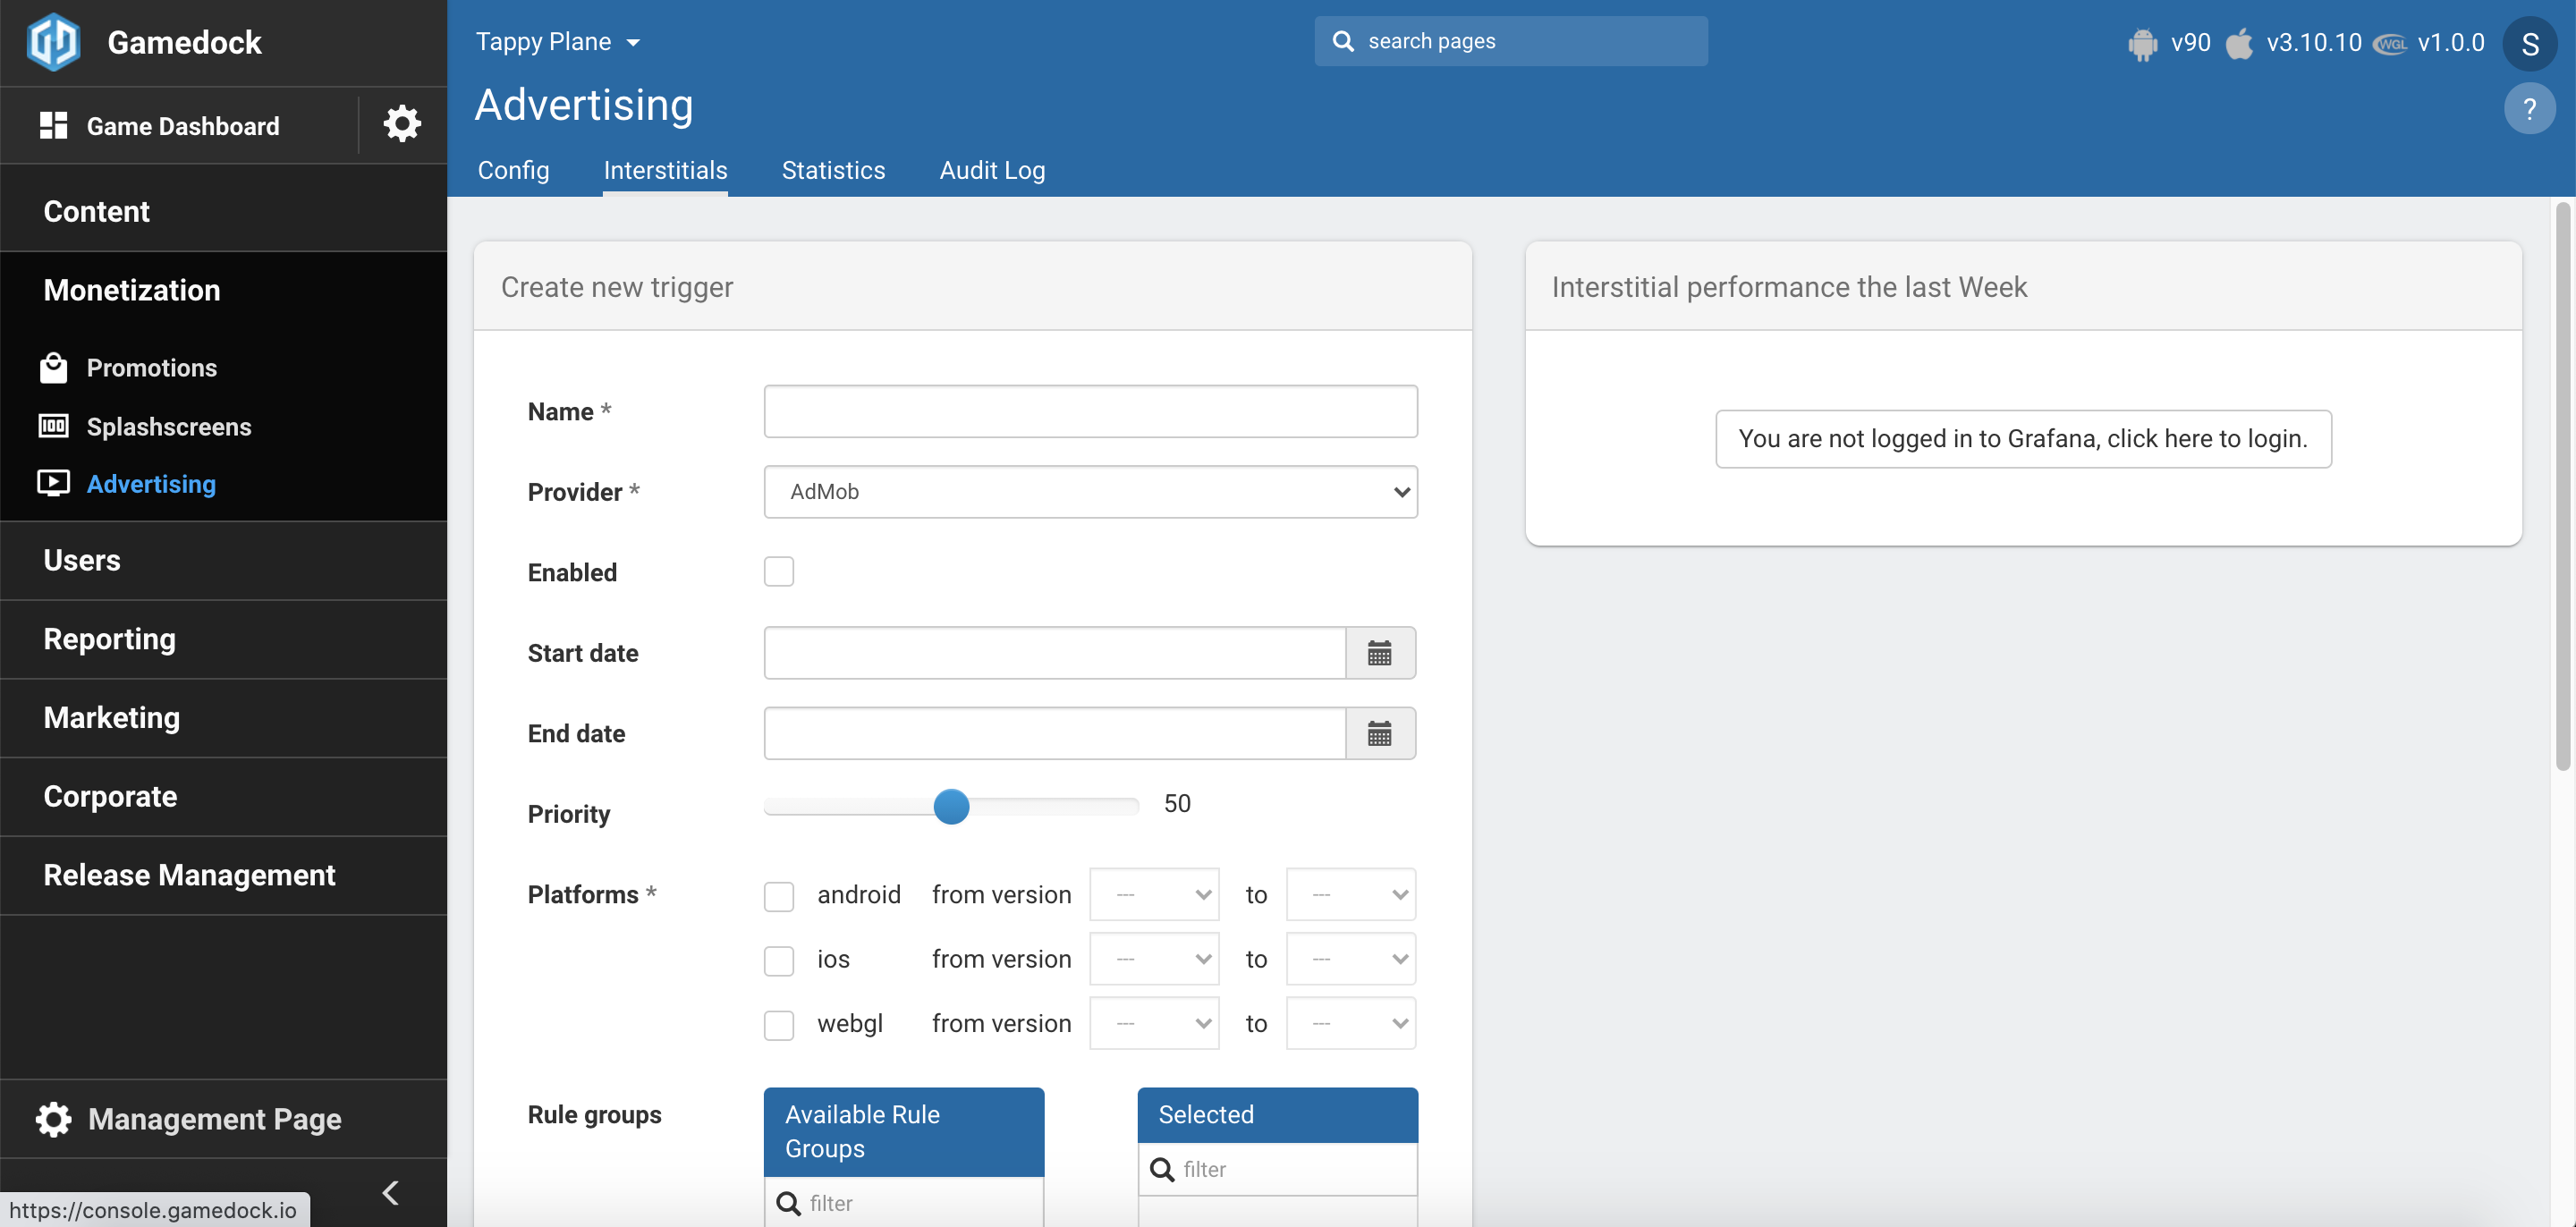 Gamedock
Tappy Plane
search pages
v90
v3.10.10
WGL
v1.0.0
S
?
Game Dashboard
Advertising
Config
Interstitials
Statistics
Audit Log
Content
Monetization
Promotions
100
Splashscreens
Advertising
Users
Reporting
Marketing
Corporate
Release Management
Management Page
https://console.gamedock.io
Create new trigger
Name *
Provider *
AdMob
Enabled
Start date
End date
Priority
50
Platforms *
android from version --- to ---
ios from version --- to ---
webgl from version --- to ---
Rule groups
Available Rule
Groups
filter
Selected
filter
Interstitial performance the last Week
You are not logged in to Grafana, click here to login.